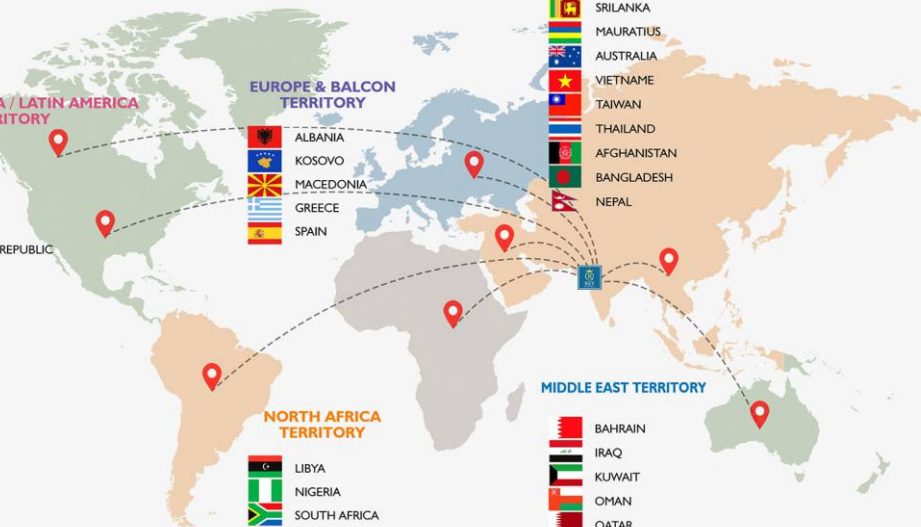 A / LATIN AMERICA
RITORY
REPUBLIC
EUROPE & BALCON
TERRITORY
ALBANIA
KOSOVO
MACEDONIA
GREECE
SPAIN
NORTH AFRICA
TERRITORY
LIBYA
NIGERIA
SOUTH AFRICA
SRILANKA
MAURATIUS
AUSTRALIA
VIETNAME
TAIWAN
THAILAND
AFGHANISTAN
BANGLADESH
NEPAL
MIDDLE EAST TERRITORY
BAHRAIN
IRAQ
KUWAIT
OMAN
QATAR